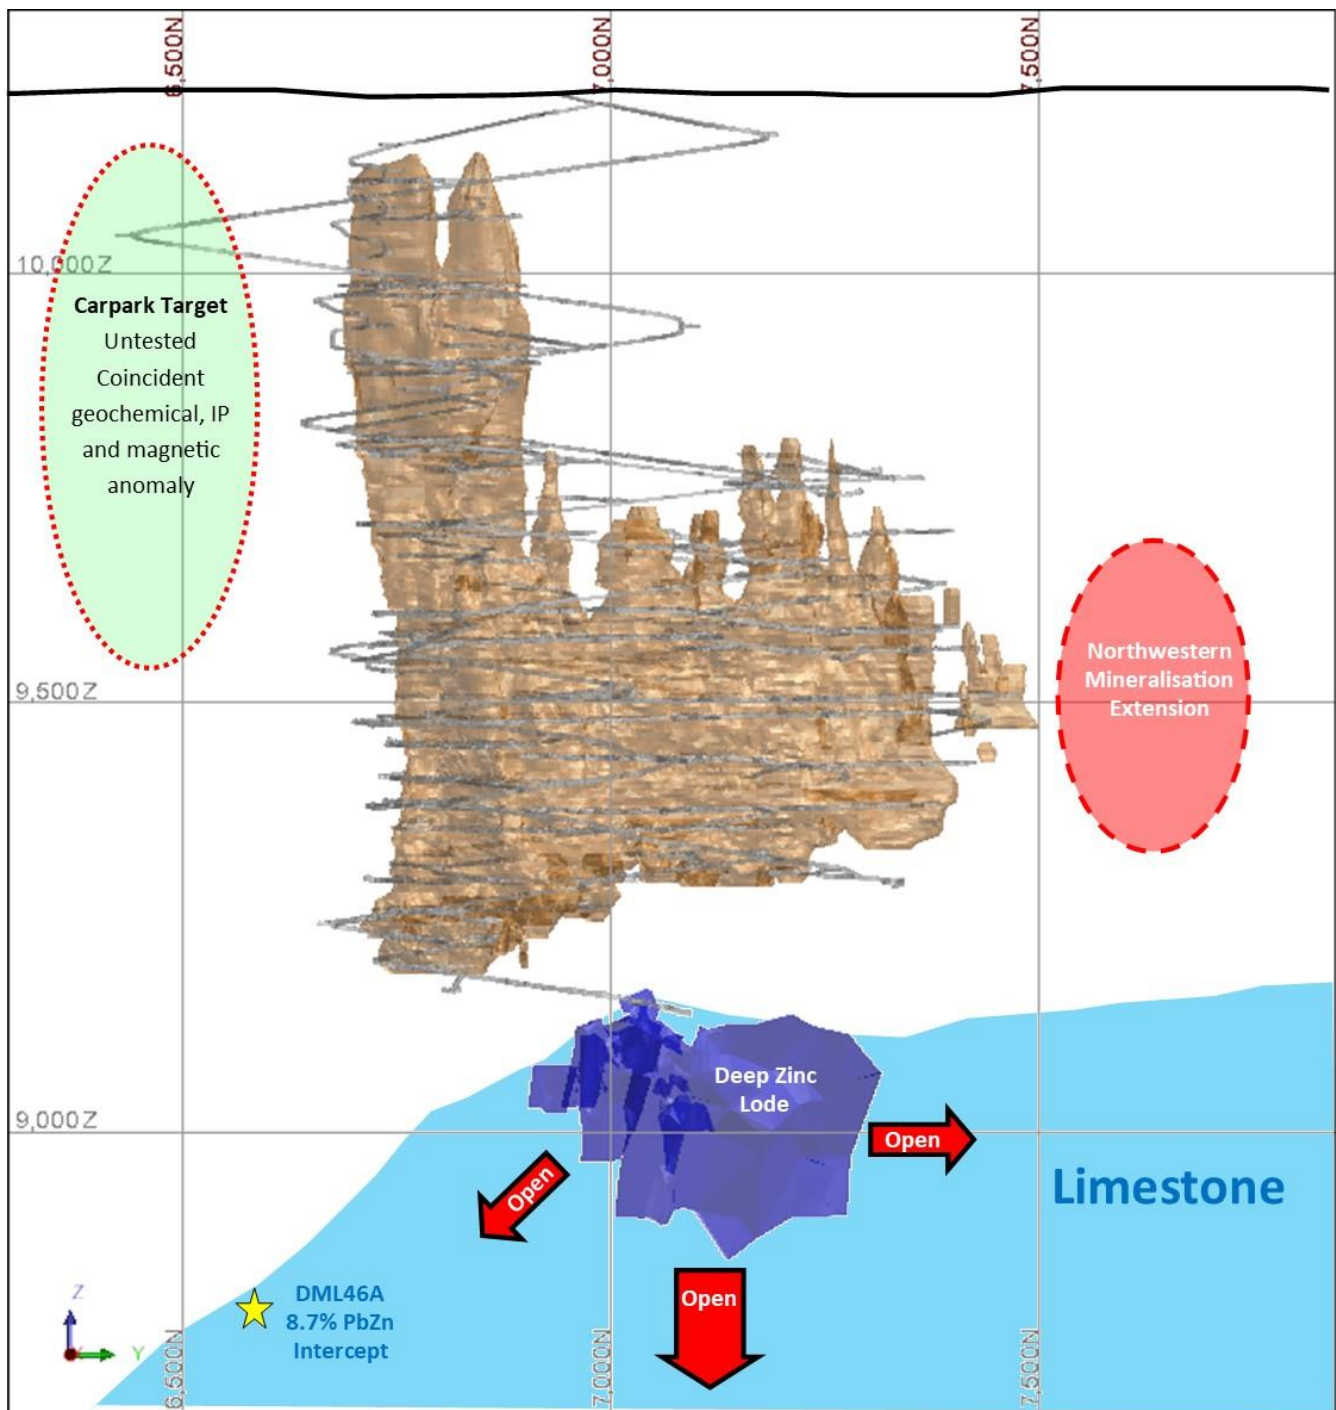 6,500N
7,000N
7,500N
10,000Z
Carpark Target
Untested
Coincident
geochemical, IP
and magnetic
anomaly
Northwestern
Mineralisation
Extension
9,500Z
Deep Zinc
Lode
9,000Z
Open
Open
Limestone
Open
DML46A
8.7% PbZn
Intercept
Z
Y
6,500N
7,000N
7,500N